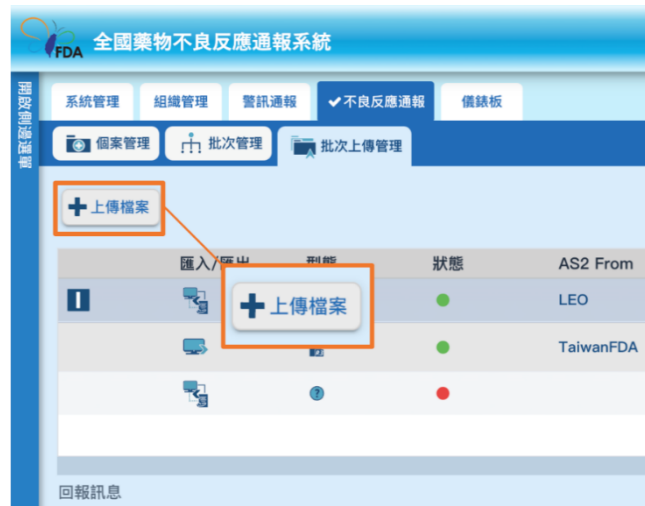 FDA 全國藥物不良反應通報系統
開啟側邊選單
系統管理 組織管理 警訊通報 ✔不良反應通報 儀錶板
個案管理 批次管理 批次上傳管理
上傳檔案
匯入/匯出 型態 狀態 AS2 From
LEO
上傳檔案
TaiwanFDA
?
回報訊息